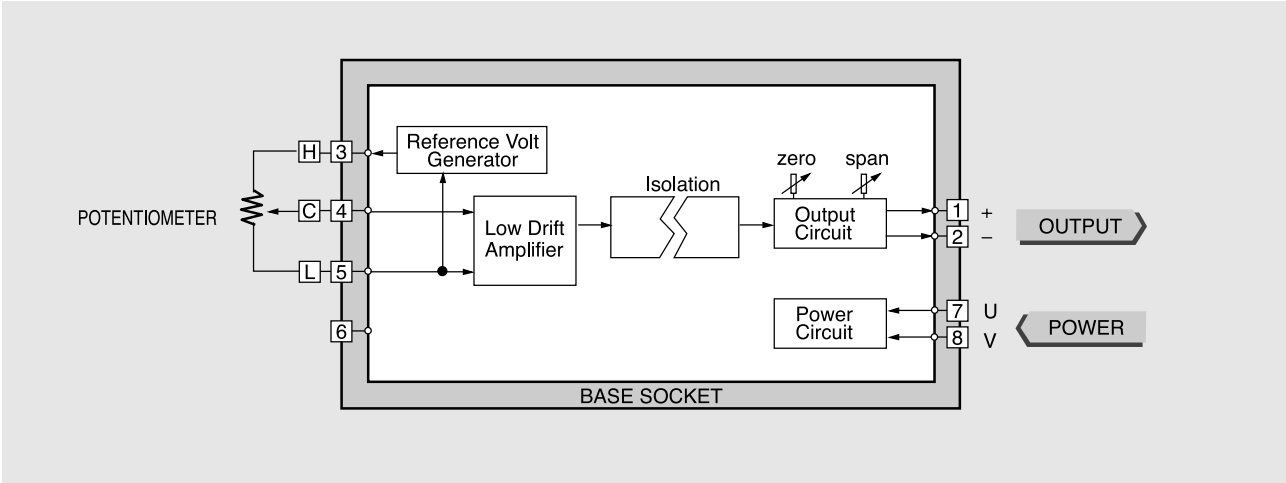 Reference Volt
Generator
H 3
POTENTIOMETER
C 4
L 5
6
Low Drift
Amplifier
Isolation
zero span
Output
Circuit
1 +
2 −
OUTPUT
Power
Circuit
7 U
8 V
POWER
BASE SOCKET